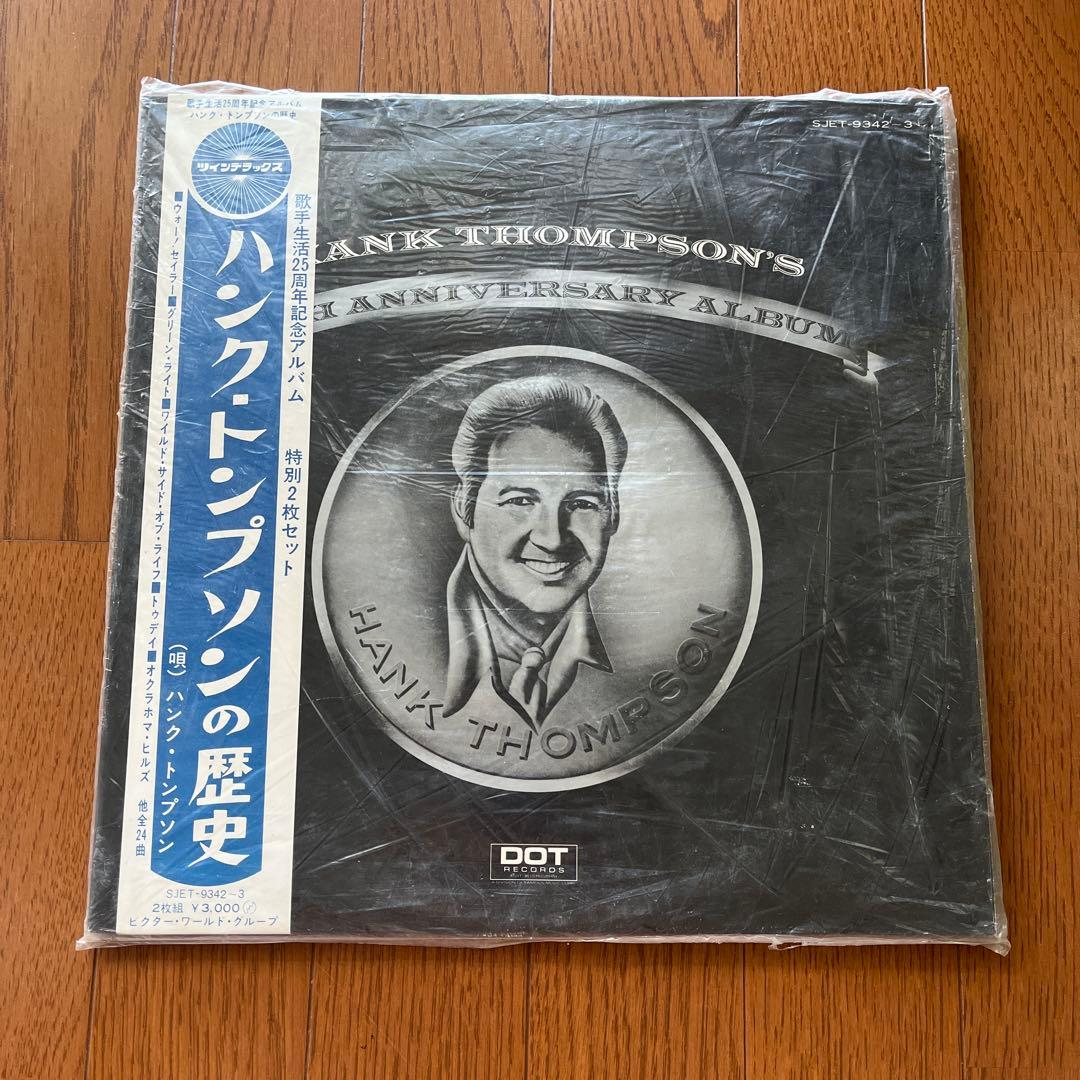 歌手生活25周年記念アルバム
ハンク・トンプソンの歴史
ツインデラックス
歌手生活25周年記念アルバム 特別2枚セット
ハンク・トンプソンの歴史
(唄) ハンク・トンプソン
■ウォー!セイラー■グリーン・ライト■ワイルド・サイド・オブ・ライフ■トゥデイ■オクラホマ・ヒルズ 他全24曲
SJET-9342~3
2枚組 ¥3,000
ビクター・ワールド・グループ
SJET-9342~3
HANK THOMPSON'S
TH ANNIVERSARY ALBUM
HANK THOMPSON
DOT
RECORDS